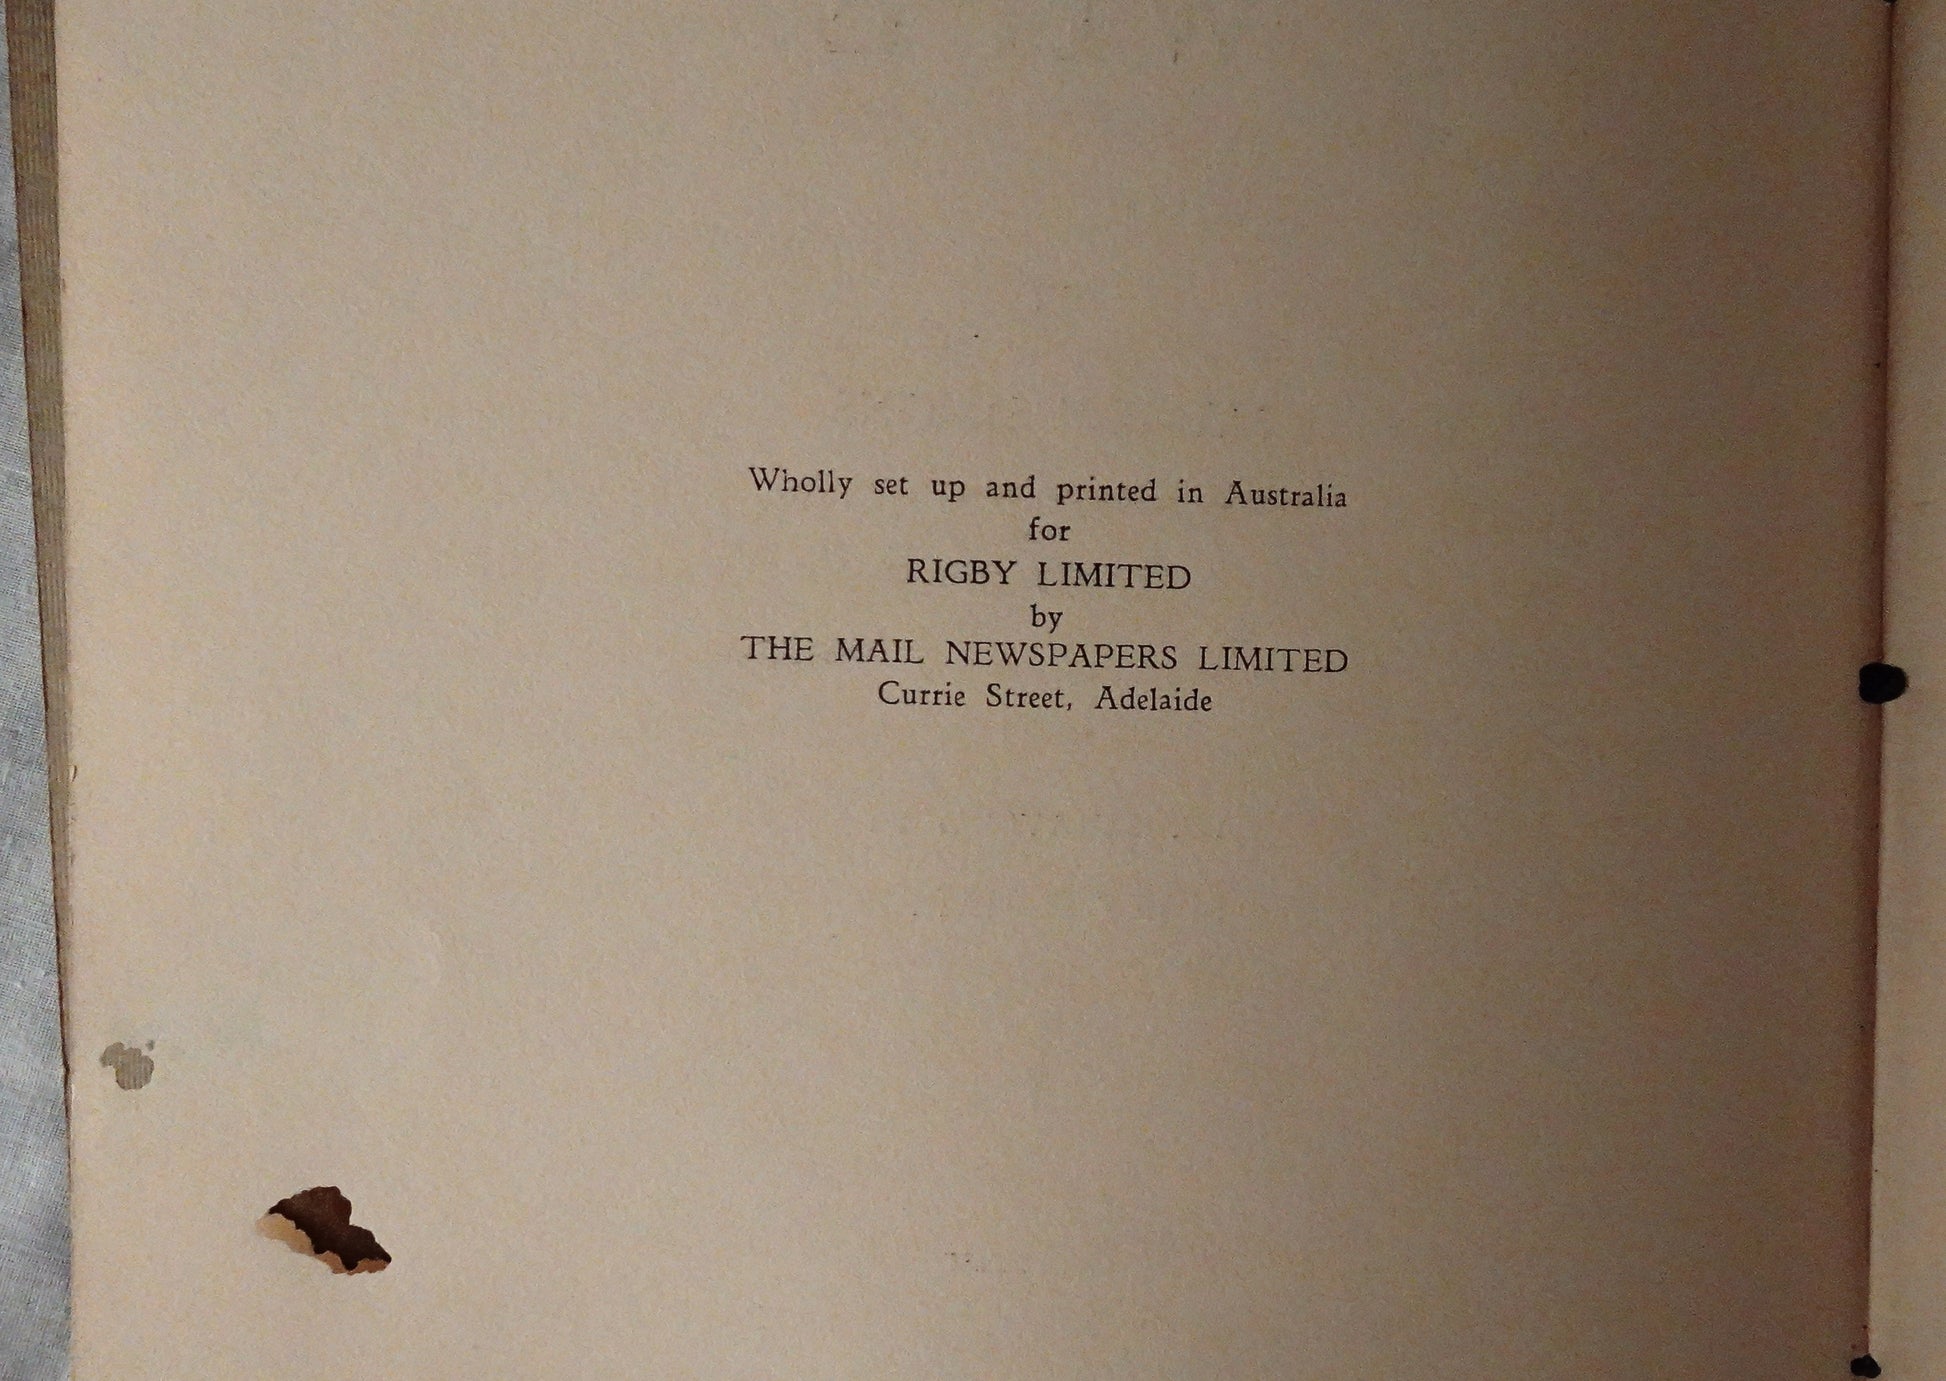 Wholly set up and printed in Australia
for
RIGBY LIMITED
by
THE MAIL NEWSPAPERS LIMITED
Currie Street, Adelaide